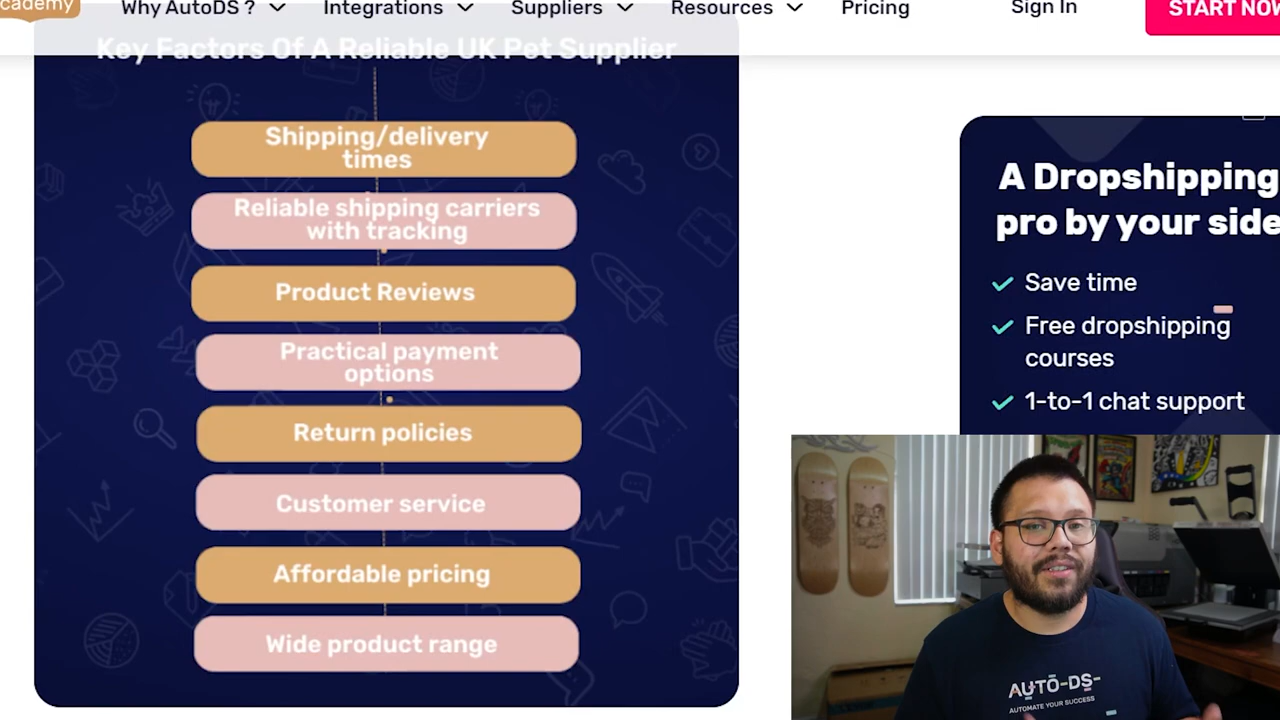 cademy
Why AutoDS ?
Integrations
Suppliers
Resources
Pricing
Sign In
START NOW
Key Factors Of A Reliable UK Pet Supplier
Shipping/delivery
times
Reliable shipping carriers
with tracking
Product Reviews
Practical payment
options
Return policies
Customer service
Affordable pricing
Wide product range
A Dropshipping
pro by your side
Save time
Free dropshipping
courses
1-to-1 chat support
AUTO-DS-
AUTOMATE YOUR SUCCESS